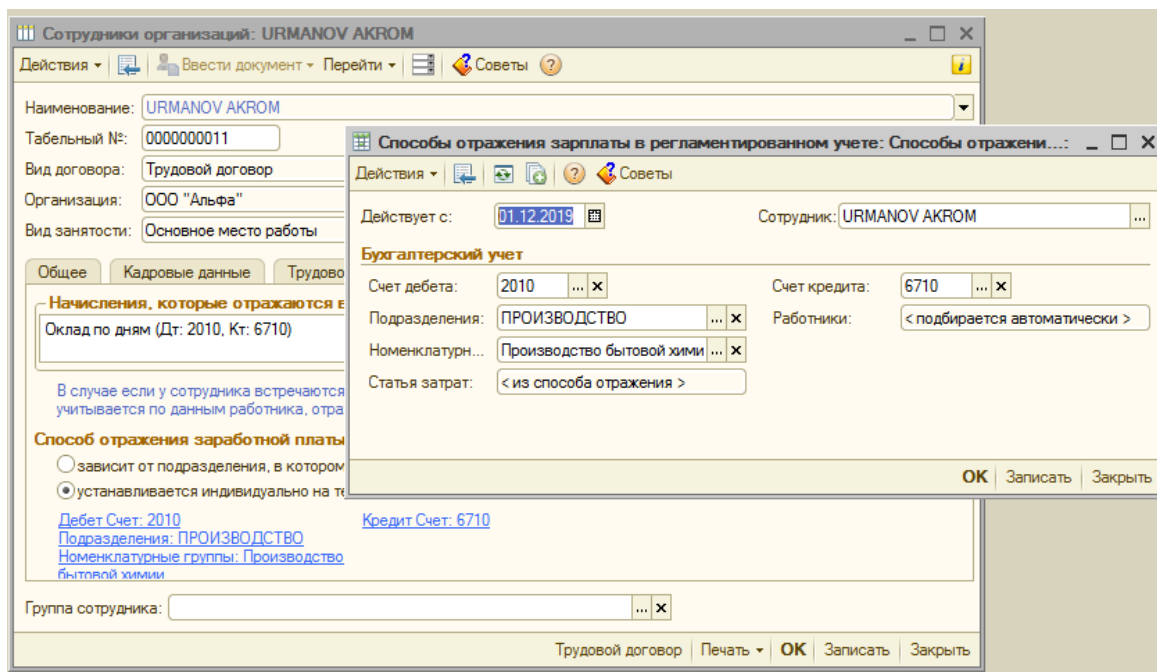 Сотрудники организаций: URMANOV AKROM
Действия Ввести документ Перейти Советы
Наименование: URMANOV AKROM
Табельный №: 0000000011
Вид договора: Трудовой договор
Организация: ООО "Альфа"
Вид занятости: Основное место работы
Общее Кадровые данные Трудово
Начисления, которые отражаются в
Оклад по дням (Дт: 2010, Кт: 6710)
В случае если у сотрудника встречаются
учитывается по данным работника, отра
Способ отражения заработной платы
зависит от подразделения, в котором
устанавливается индивидуально на те
Дебет Счет: 2010 Кредит Счет: 6710
Подразделения: ПРОИЗВОДСТВО
Номенклатурные группы: Производство
бытовой химии
Группа сотрудника:
Трудовой договор Печать OK Записать Закрыть
Способы отражения зарплаты в регламентированном учете: Способы отражени...:
Действия Советы
Действует с: 01.12.2019 Сотрудник: URMANOV AKROM ...
Бухгалтерский учет
Счет дебета: 2010 ... Счет кредита: 6710 ...
Подразделения: ПРОИЗВОДСТВО ... Работники: < подбирается автоматически >
Номенклатурн... Производство бытовой хими ...
Статья затрат: < из способа отражения >
OK Записать Закрыть